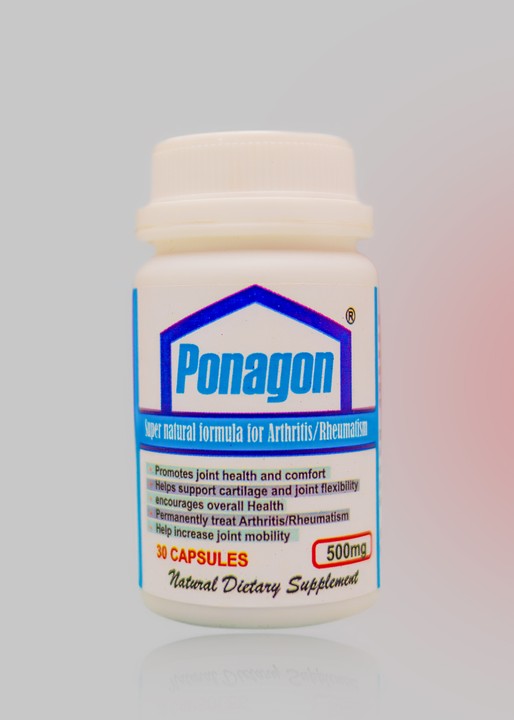 ®
Ponagon
Super natural formula for Arthritis/Rheumatism
Promotes joint health and comfort
Helps support cartilage and joint flexibility
encourages overall Health
Permanently treat Arthritis/Rheumatism
Help increase joint mobility
30 CAPSULES
500mg
Natural Dietary Supplement